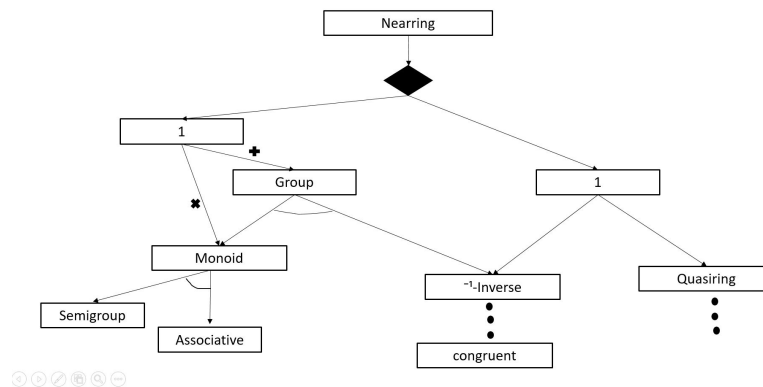 Nearring
1
+
Group
1
×
Monoid
⁻¹-Inverse
Quasiring
Semigroup
Associative
congruent